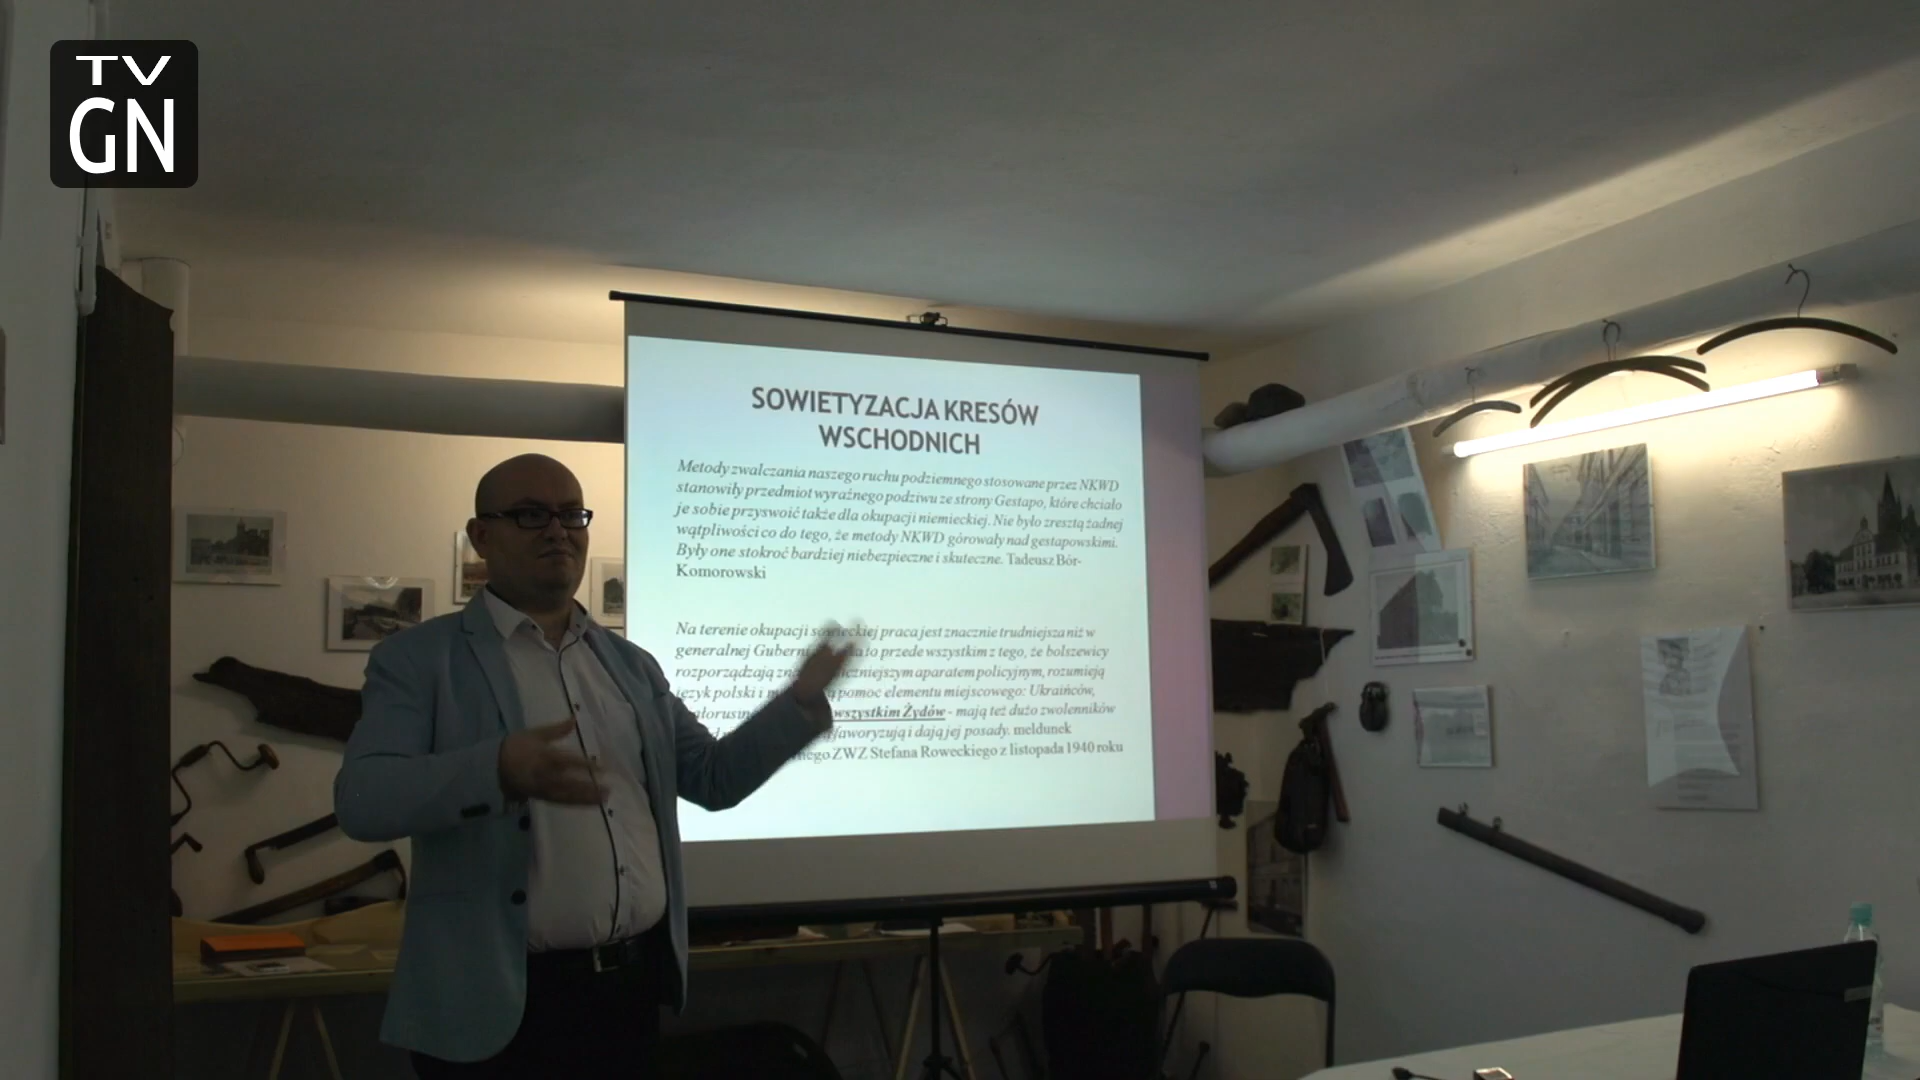 TV
GN
SOWIETYZACJA KRESÓW
WSCHODNICH
Metody zwalczania naszego ruchu podziemnego stosowane przez NKWD
stanowiły przedmiot wyraźnego podziwu ze strony Gestapo, które chciało
je sobie przyswoić także dla okupacji niemieckiej. Nie było zresztą żadnej
wątpliwości co do tego, że metody NKWD górowały nad gestapowskimi.
Były one stokroć bardziej niebezpieczne i skuteczne. Tadeusz Bór-
Komorowski
Na terenie okupacji sowieckiej praca jest znacznie trudniejsza niż w
generalnej to przede wszystkim z tego, że bolszewicy
rozporządzają aparatem policyjnym, rozumieją
język polski i pomoc elementu miejscowego: Ukraińców,
wszystkim Żydów - mają też dużo zwolenników
faworyzują i dają jej posady. meldunek
ZWZ Stefana Roweckiego z listopada 1940 roku